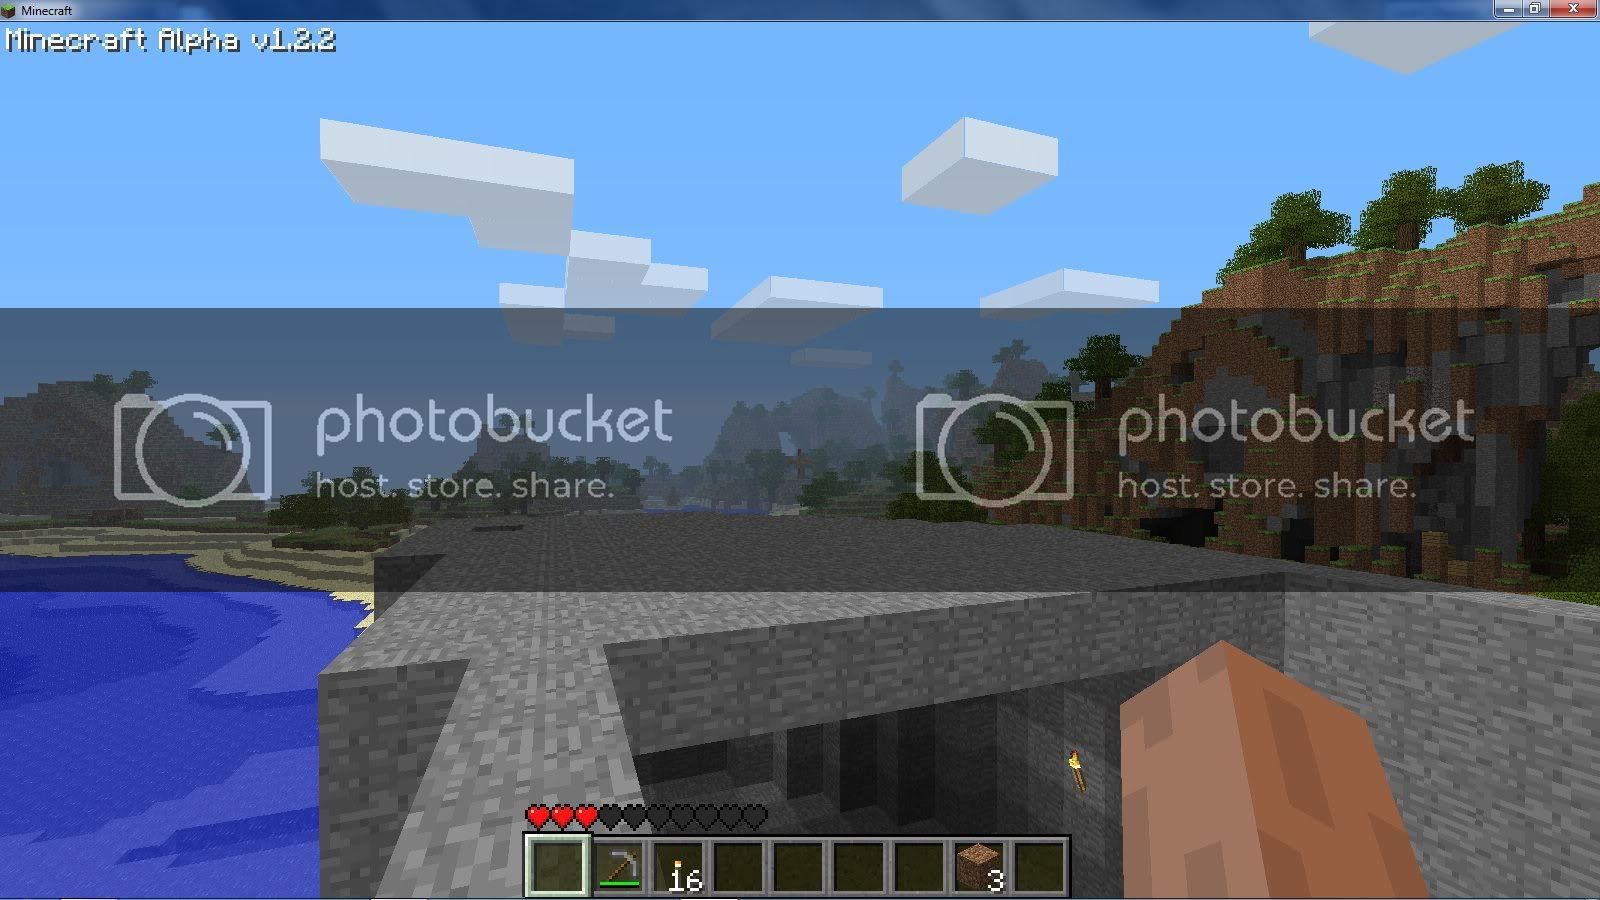 Minecraft
Minecraft Alpha v1.2.2
photobucket photobucket
host. store. share. host. store. share.
16 3